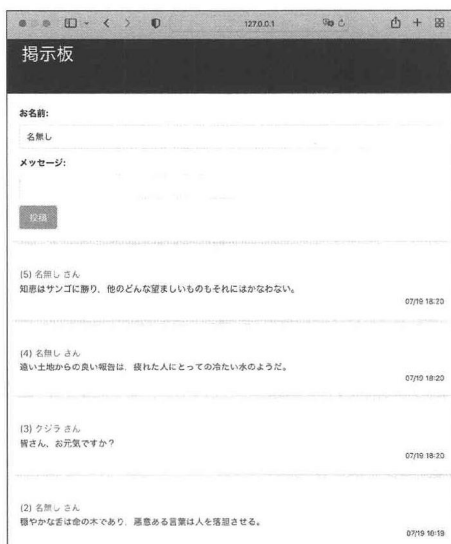 127.0.0.1
掲示板
お名前:
名無し
メッセージ:
投稿
(5) 名無し さん
知恵はサンゴに勝り、他のどんな望ましいものもそれにはかなわない。
07/19 18:20
(4) 名無し さん
遠い土地からの良い報告は、疲れた人にとっての冷たい水のようだ。
07/19 18:20
(3) クジラ さん
皆さん、お元気ですか？
07/19 18:20
(2) 名無し さん
穏やかな舌は命の木であり、悪意ある言葉は人を落胆させる。
07/19 18:19